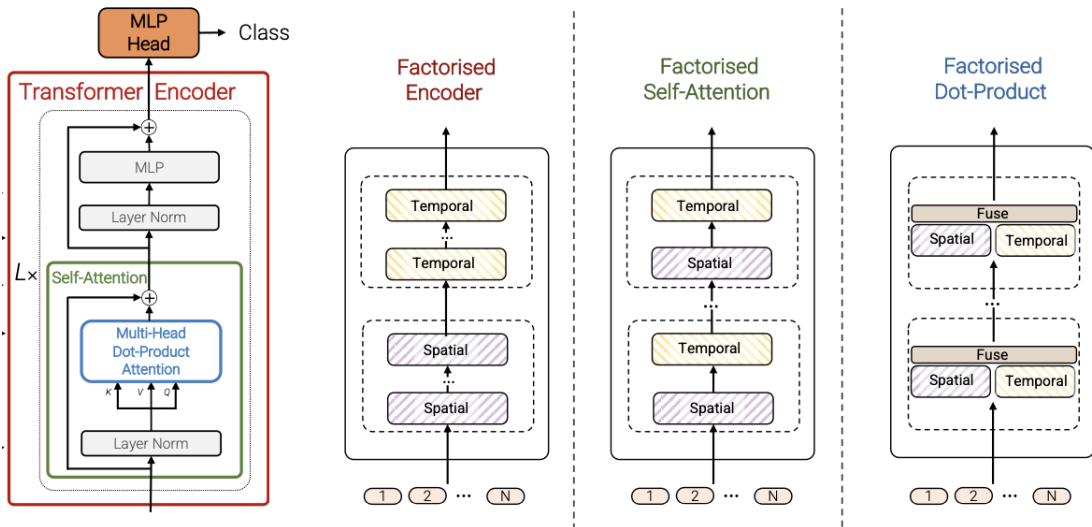 MLP
Head
Class
Transformer Encoder
MLP
Layer Norm
L×
Self-Attention
Multi-Head
Dot-Product
Attention
K V Q
Layer Norm
Factorised
Encoder
Temporal
...
Temporal
Spatial
...
Spatial
1 2 ... N
Factorised
Self-Attention
Temporal
Spatial
...
Temporal
Spatial
1 2 ... N
Factorised
Dot-Product
Fuse
Spatial Temporal
...
Fuse
Spatial Temporal
1 2 ... N